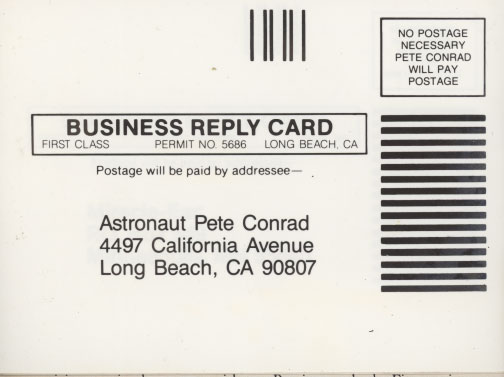 NO POSTAGE
NECESSARY
PETE CONRAD
WILL PAY
POSTAGE
BUSINESS REPLY CARD
FIRST CLASS PERMIT NO. 5686 LONG BEACH, CA
Postage will be paid by addressee—
Astronaut Pete Conrad
4497 California Avenue
Long Beach, CA 90807